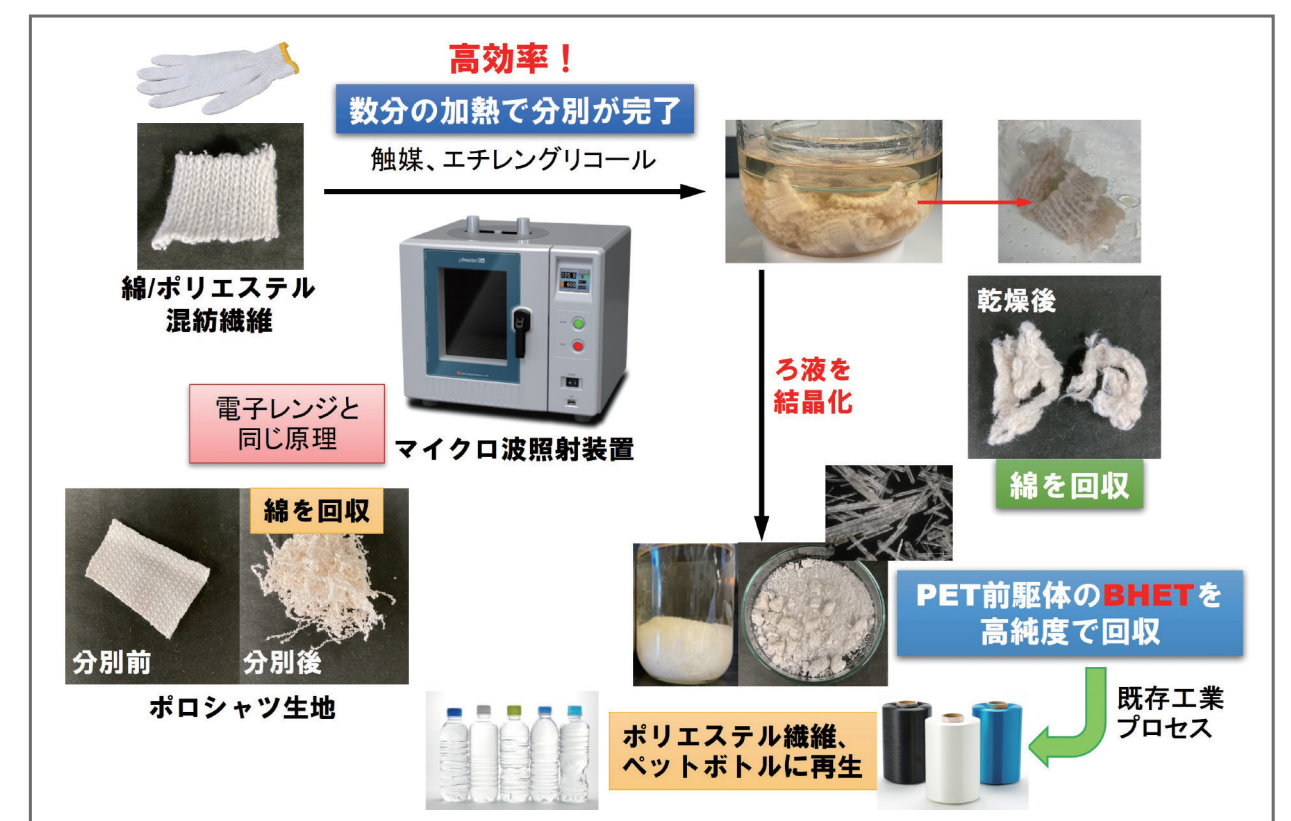 高効率！
数分の加熱で分別が完了
触媒、エチレングリコール
綿/ポリエステル
混紡繊維
電子レンジと
同じ原理
マイクロ波照射装置
ろ液を
結晶化
乾燥後
綿を回収
綿を回収
分別前
分別後
ポロシャツ生地
PET前駆体のBHETを
高純度で回収
既存工業
プロセス
ポリエステル繊維、
ペットボトルに再生